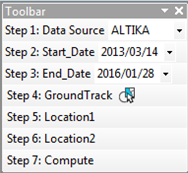 Toolbar
Step 1: Data Source ALTIKA
Step 2: Start_Date 2013/03/14
Step 3: End_Date 2016/01/28
Step 4: GroundTrack
Step 5: Location1
Step 6: Location2
Step 7: Compute